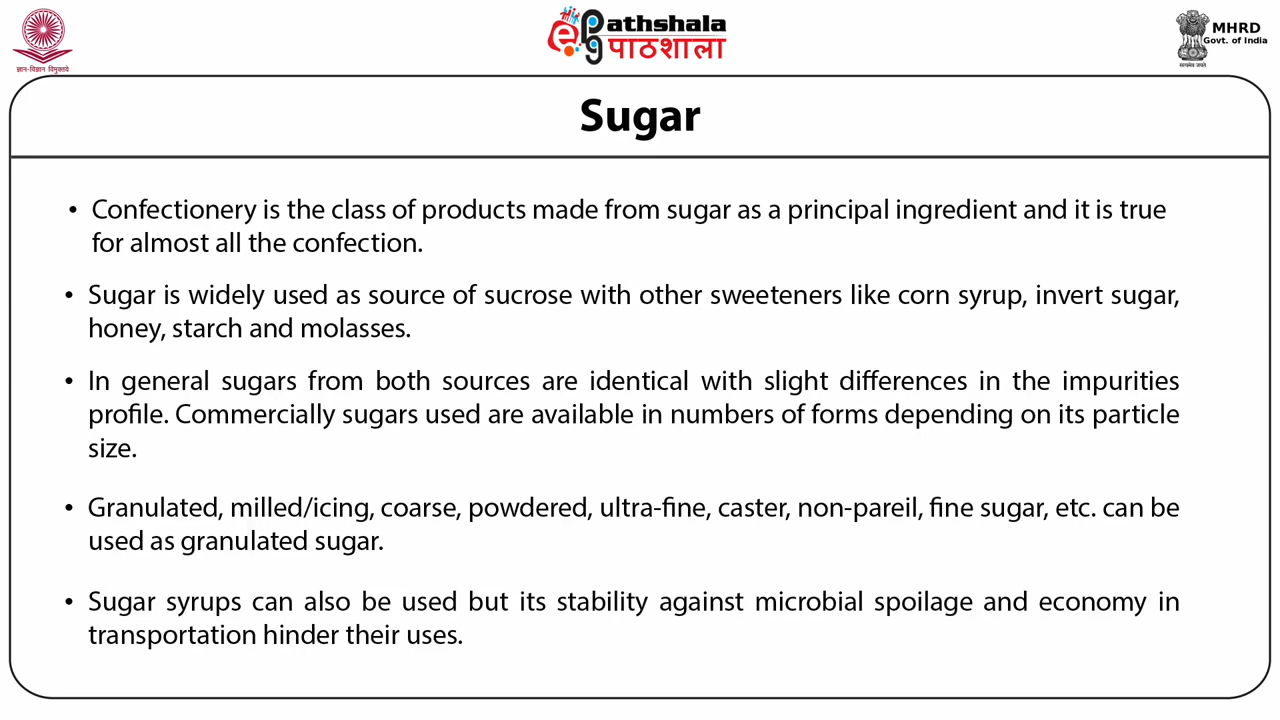 ज्ञान-विज्ञान विमुक्तये
ePathshala
पाठशाला
MHRD
Govt. of India
सत्यमेव जयते
Sugar
• Confectionery is the class of products made from sugar as a principal ingredient and it is true
for almost all the confection.
• Sugar is widely used as source of sucrose with other sweeteners like corn syrup, invert sugar,
honey, starch and molasses.
• In general sugars from both sources are identical with slight differences in the impurities
profile. Commercially sugars used are available in numbers of forms depending on its particle
size.
• Granulated, milled/icing, coarse, powdered, ultra-fine, caster, non-pareil, fine sugar, etc. can be
used as granulated sugar.
• Sugar syrups can also be used but its stability against microbial spoilage and economy in
transportation hinder their uses.